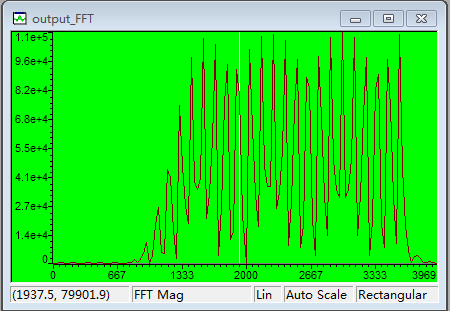 output_FFT
1.1e+5
9.6e+4
8.2e+4
6.8e+4
5.5e+4
4.1e+4
2.7e+4
1.4e+4
0
0 667 1333 2000 2667 3333 3969
(1937.5, 79901.9) FFT Mag Lin Auto Scale Rectangular